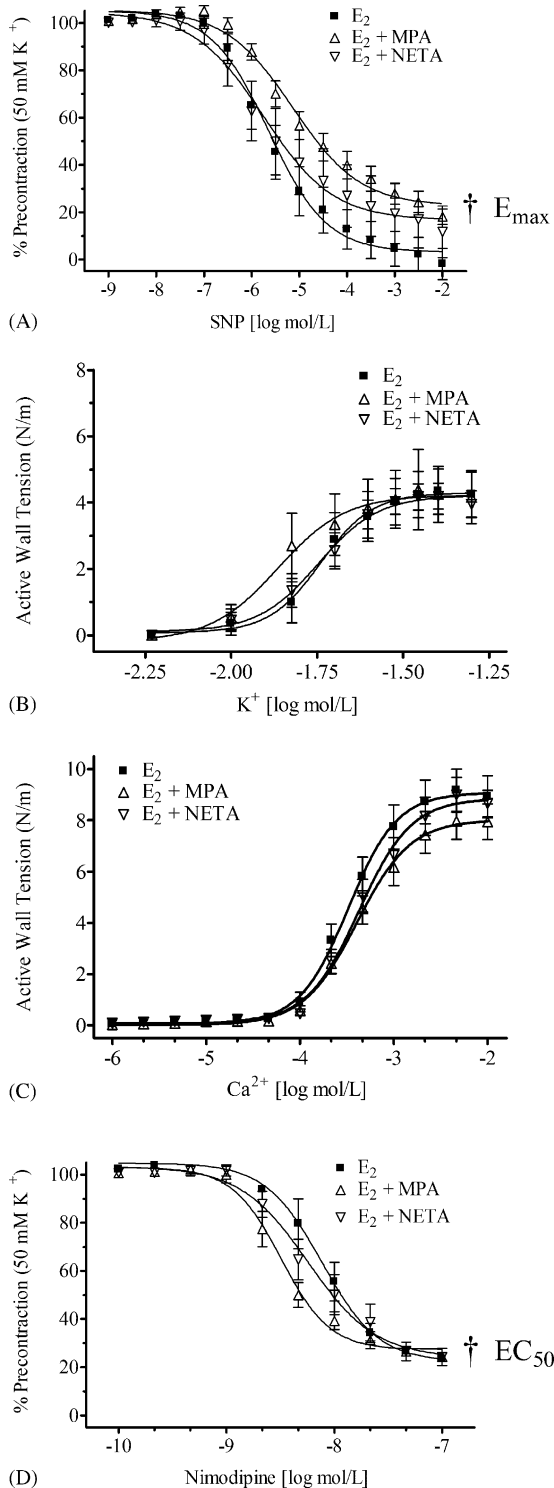 % Precontraction (50 mM K⁺)
100
80
60
40
20
0
E₂
E₂ + MPA
E₂ + NETA
† Eₘₐₓ
-9 -8 -7 -6 -5 -4 -3 -2
(A)
SNP [log mol/L]
Active Wall Tension (N/m)
8
6
4
2
0
E₂
E₂ + MPA
E₂ + NETA
-2.25 -2.00 -1.75 -1.50 -1.25
(B)
K⁺ [log mol/L]
Active Wall Tension (N/m)
10
8
6
4
2
0
E₂
E₂ + MPA
E₂ + NETA
-6 -5 -4 -3 -2
(C)
Ca²⁺ [log mol/L]
% Precontraction (50 mM K⁺)
100
80
60
40
20
0
E₂
E₂ + MPA
E₂ + NETA
† EC₅₀
-10 -9 -8 -7
(D)
Nimodipine [log mol/L]